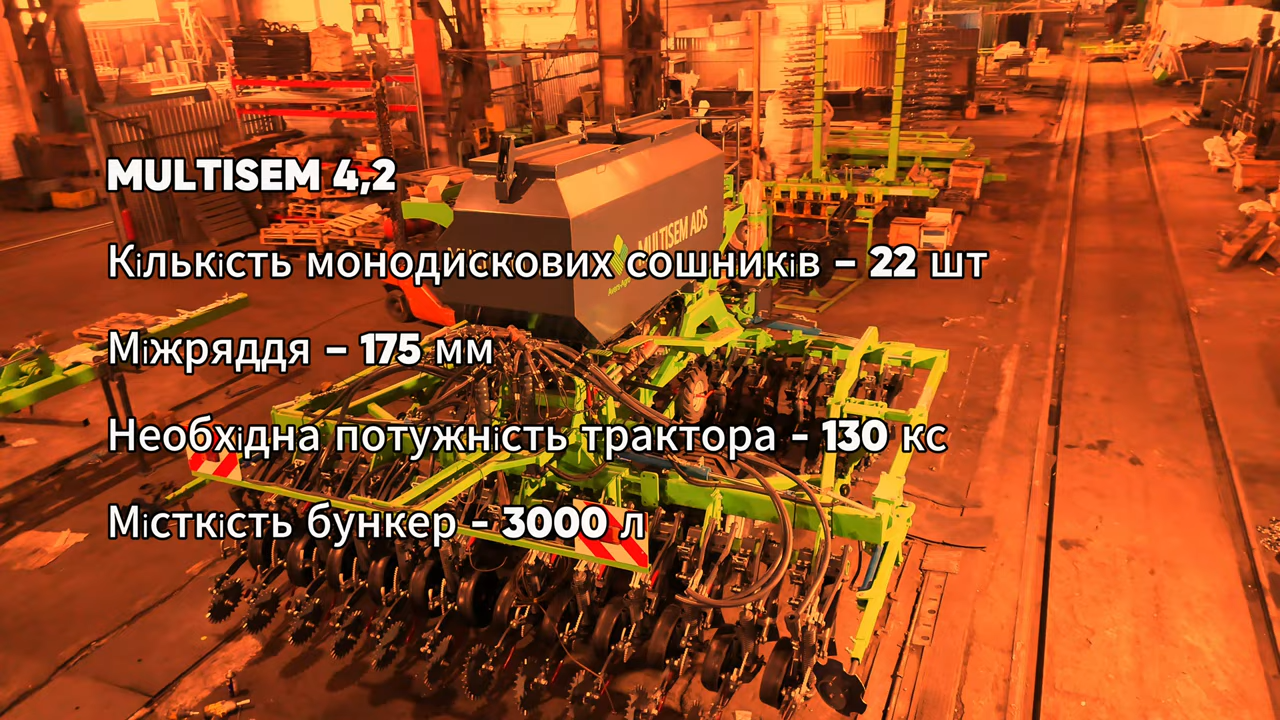 MULTISEM 4,2
MULTISEM ADS
Кількість монодискових сошників – 22 шт
Міжряддя – 175 мм
Необхідна потужність трактора - 130 кс
Місткість бункер - 3000 л